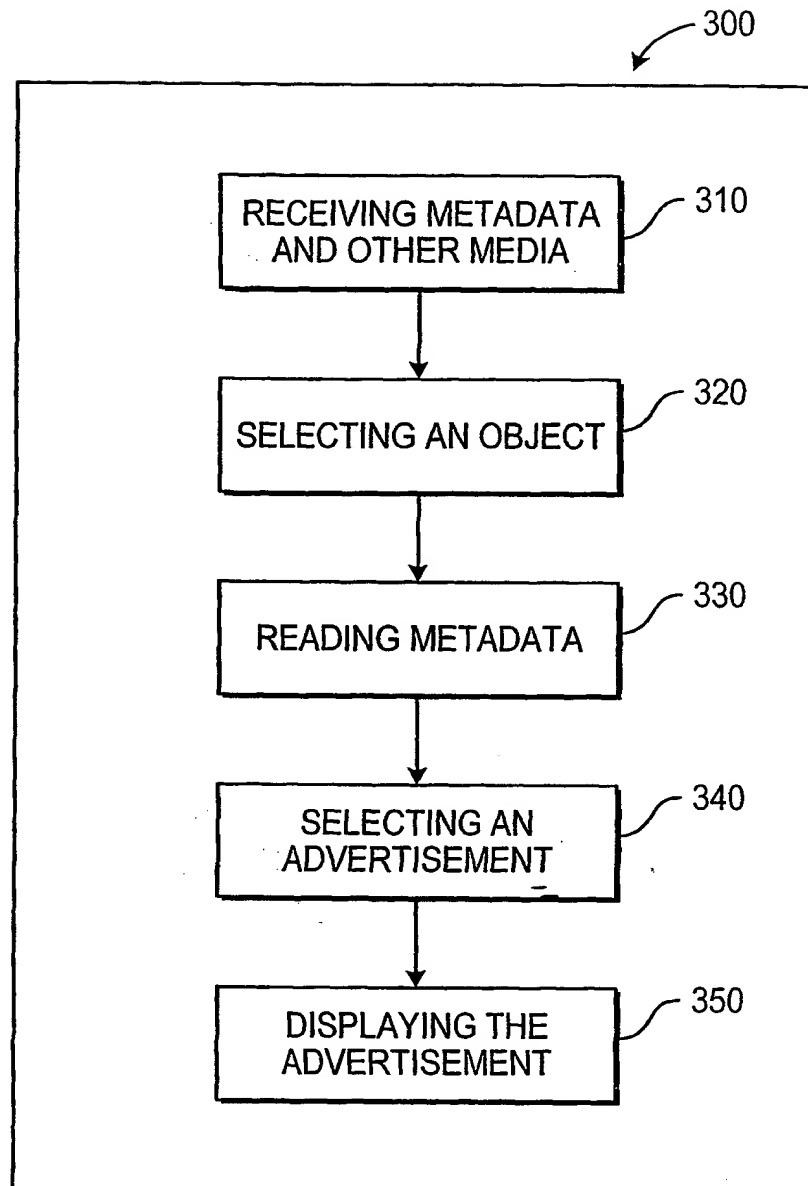 300
RECEIVING METADATA
AND OTHER MEDIA
310
SELECTING AN OBJECT
320
READING METADATA
330
SELECTING AN
ADVERTISEMENT
340
DISPLAYING THE
ADVERTISEMENT
350